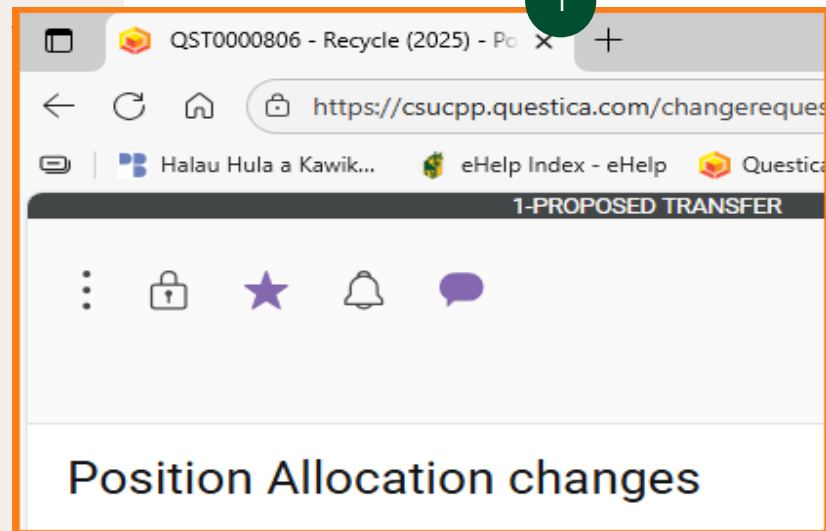 1
QST0000806 - Recycle (2025) - Po
https://csucpp.questica.com/changereques
Halau Hula a Kawik... eHelp Index - eHelp Questica
1-PROPOSED TRANSFER
Position Allocation changes